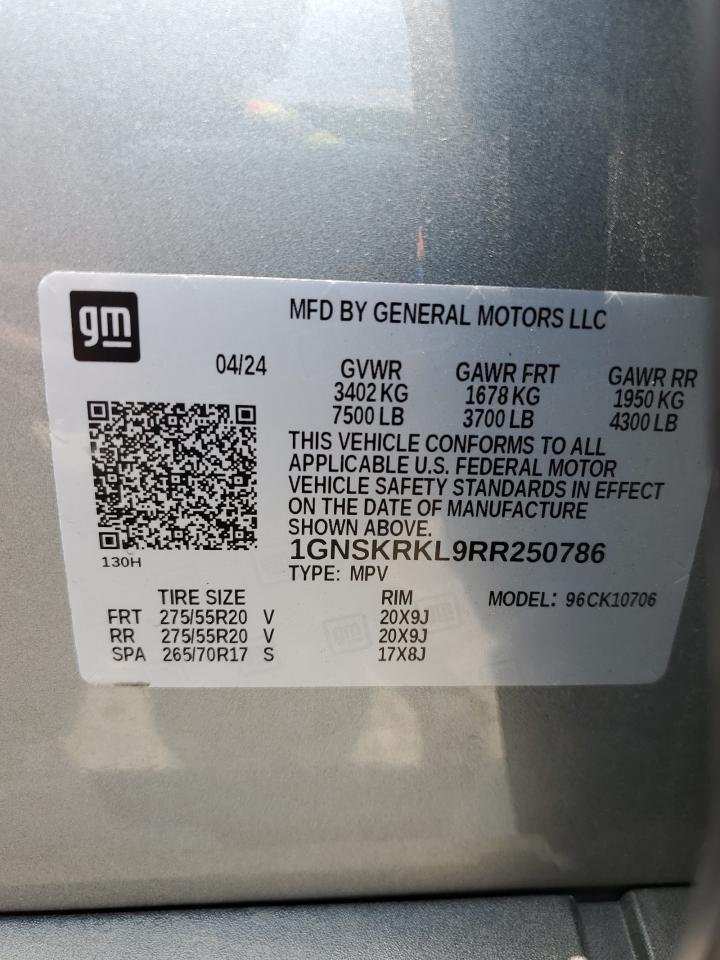 gm
MFD BY GENERAL MOTORS LLC
04/24
GVWR GAWR FRT GAWR RR
3402 KG 1678 KG 1950 KG
7500 LB 3700 LB 4300 LB
THIS VEHICLE CONFORMS TO ALL
APPLICABLE U.S. FEDERAL MOTOR
VEHICLE SAFETY STANDARDS IN EFFECT
ON THE DATE OF MANUFACTURE
SHOWN ABOVE.
1GNSKRKL9RR250786
130H
TYPE: MPV
TIRE SIZE RIM MODEL: 96CK10706
FRT 275/55R20 V 20X9J
RR 275/55R20 V 20X9J
SPA 265/70R17 S 17X8J